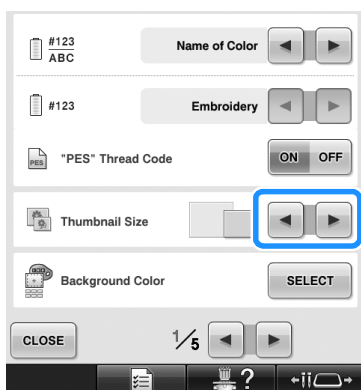 #123
ABC
Name of Color
#123
Embroidery
PES
"PES" Thread Code
ON OFF
Thumbnail Size
Background Color
SELECT
CLOSE
1/5
?